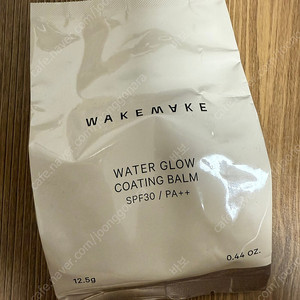 WAKEMAKE
WATER GLOW
COATING BALM
SPF30 / PA++
12.5g
0.44 OZ.